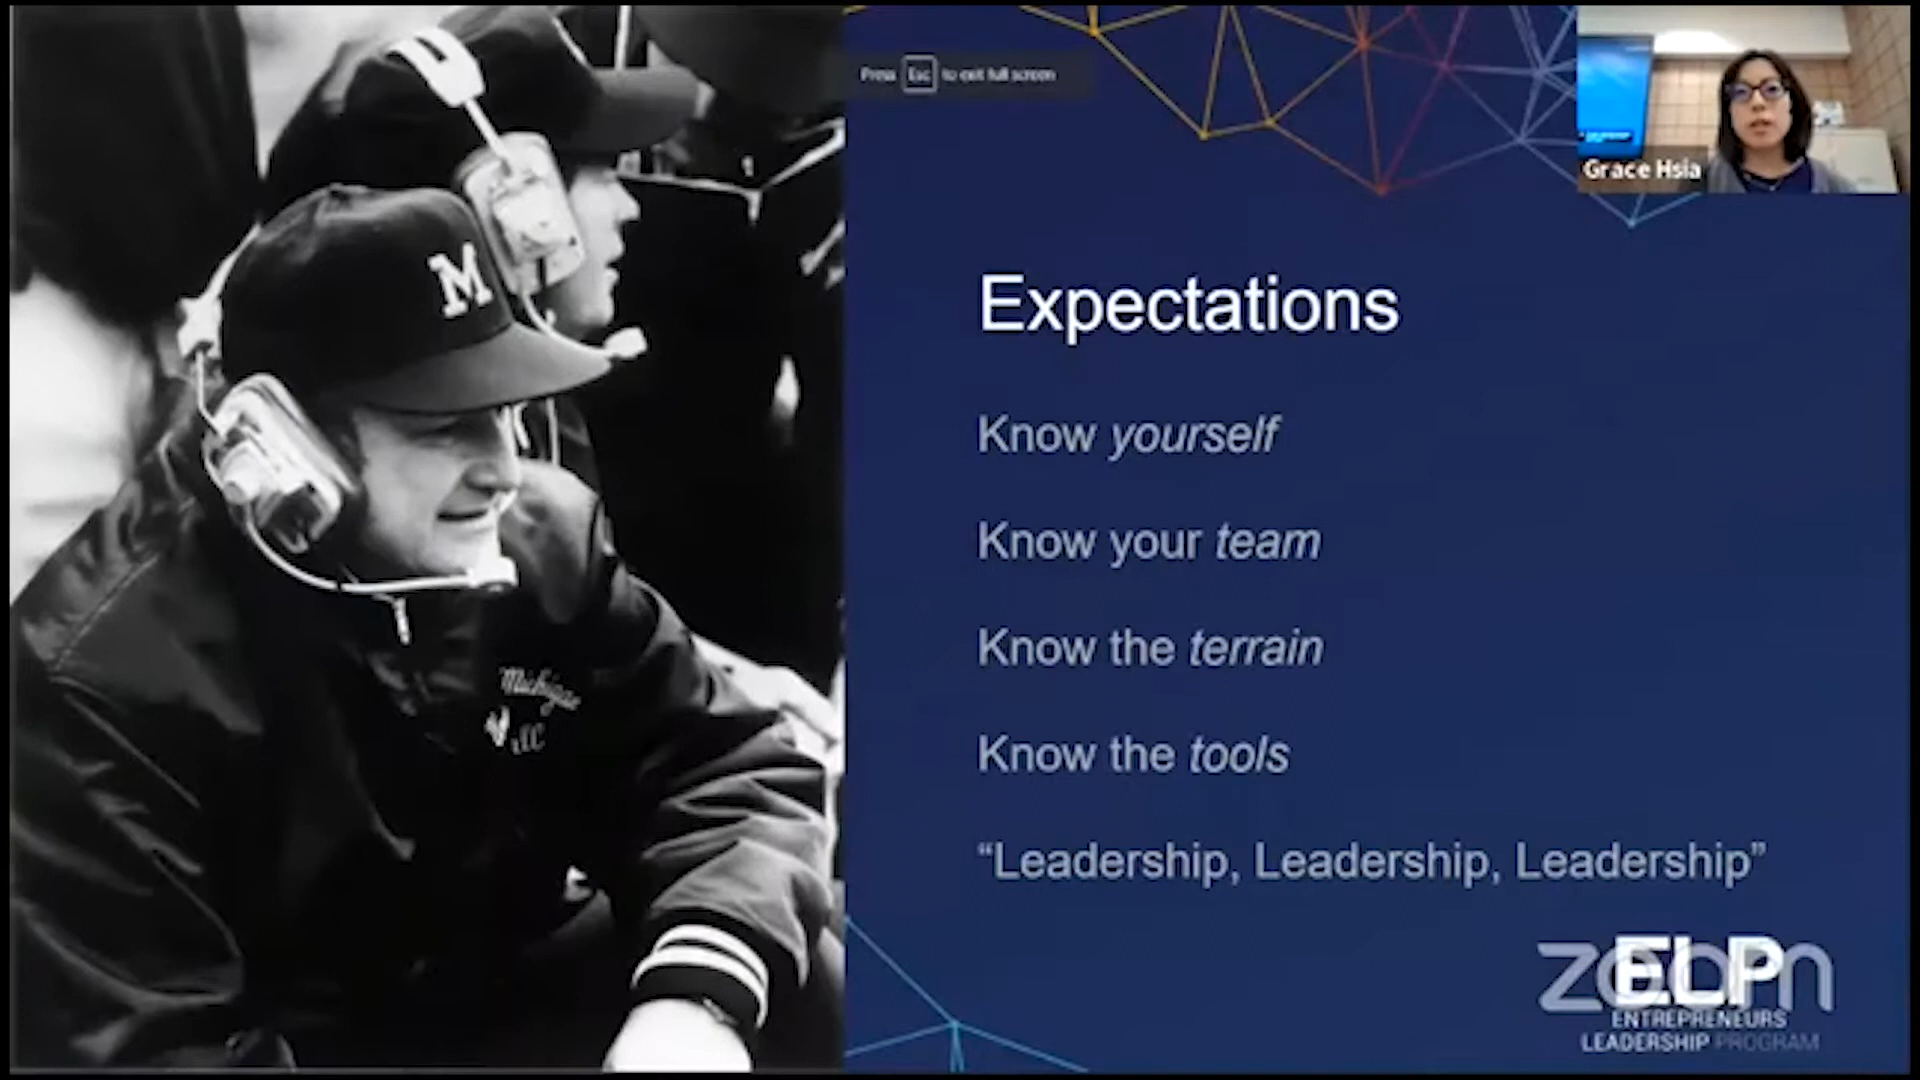 M
Michigan
Press Esc to exit full screen
Grace Hsia
Expectations
Know yourself
Know your team
Know the terrain
Know the tools
“Leadership, Leadership, Leadership”
zoom
ELP
ENTREPRENEURS
LEADERSHIP PROGRAM